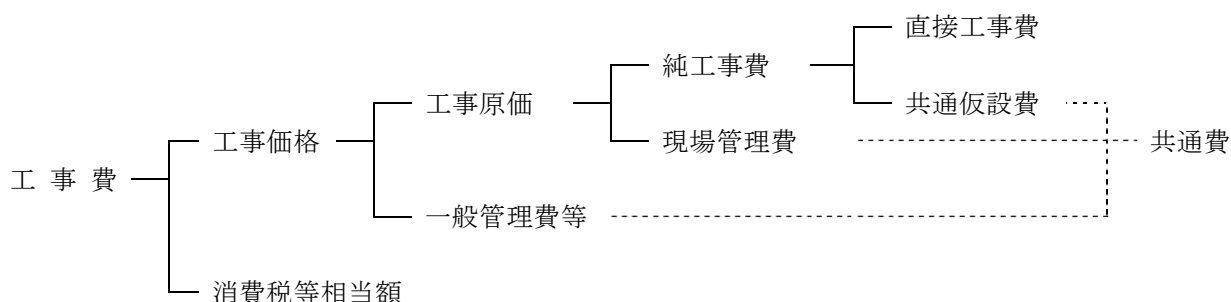 直接工事費
純工事費
工事原価
共通仮設費
工事価格
現場管理費
共通費
工 事 費
一般管理費等
消費税等相当額